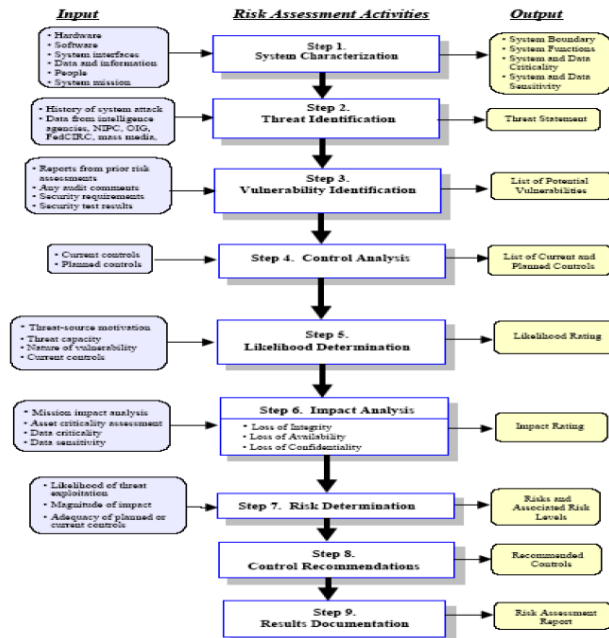 Input
Risk Assessment Activities
Output
• Hardware
• Software
• System interfaces
• Data and information
• People
• System mission
Step 1.
System Characterization
• System Boundary
• System Functions
• System and Data
Criticality
• System and Data
Sensitivity
• History of system attack
• Data from intelligence
agencies, NIPC, OIG,
FedCIRC, mass media,
Step 2.
Threat Identification
Threat Statement
• Reports from prior risk
assessments
• Any audit comments
• Security requirements
• Security test results
Step 3.
Vulnerability Identification
List of Potential
Vulnerabilities
• Current controls
• Planned controls
Step 4. Control Analysis
List of Current and
Planned Controls
• Threat-source motivation
• Threat capacity
• Nature of vulnerability
• Current controls
Step 5.
Likelihood Determination
Likelihood Rating
• Mission impact analysis
• Asset criticality assessment
• Data criticality
• Data sensitivity
Step 6. Impact Analysis
• Loss of Integrity
• Loss of Availability
• Loss of Confidentiality
Impact Rating
• Likelihood of threat
exploitation
• Magnitude of impact
• Adequacy of planned or
current controls
Step 7. Risk Determination
Risks and
Associated Risk
Levels
Step 8.
Control Recommendations
Recommended
Controls
Step 9.
Results Documentation
Risk Assessment
Report